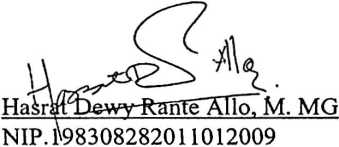 Hasrat Dewy Rante Allo, M. MG
NIP.198308282011012009